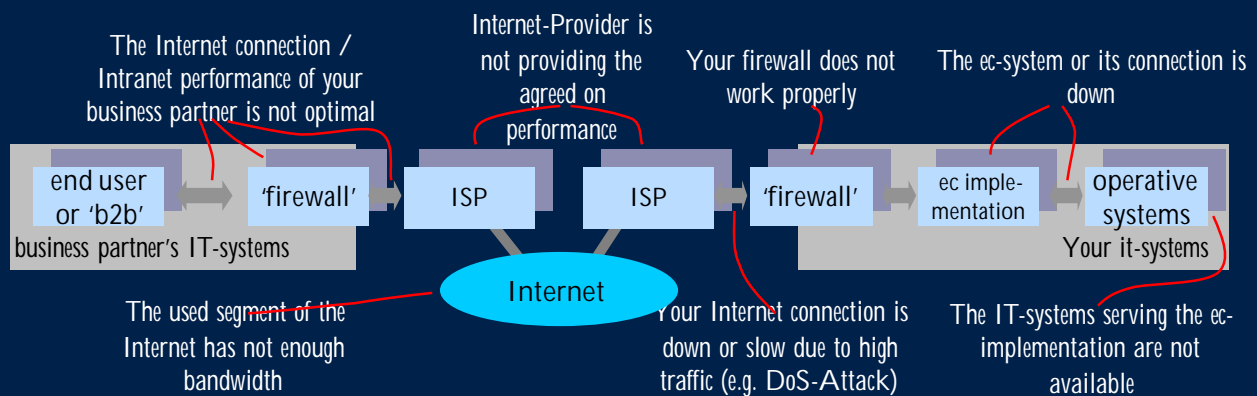 The Internet connection /
Intranet performance of your
business partner is not optimal
Internet-Provider is
not providing the
agreed on
performance
Your firewall does not
work properly
The ec-system or its connection is
down
end user
or ‘b2b’
‘firewall’
ISP
ISP
‘firewall’
ec imple-
mentation
operative
systems
business partner’s IT-systems
Your it-systems
Internet
The used segment of the
Internet has not enough
bandwidth
Your Internet connection is
down or slow due to high
traffic (e.g. DoS-Attack)
The IT-systems serving the ec-
implementation are not
available